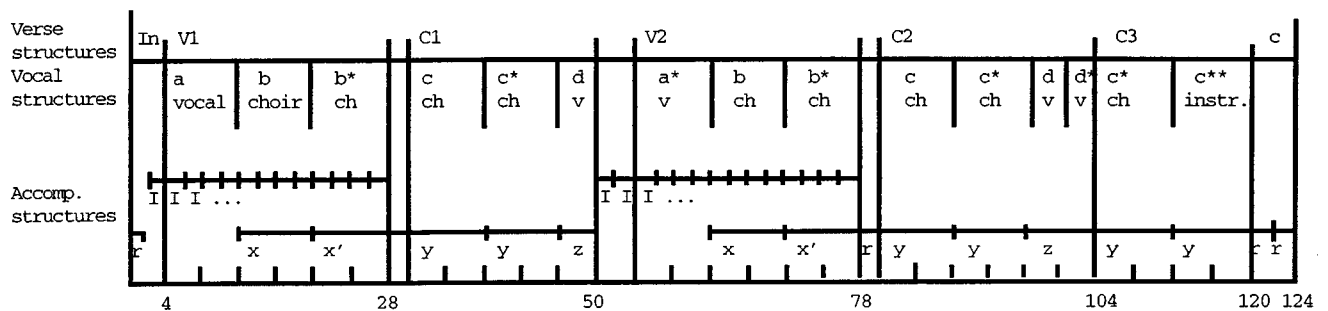 Verse In V1 C1 V2 C2 C3 c
structures
Vocal a b b* c c* d a* b b* c c* d d* c* c**
structures vocal choir ch ch ch v v ch ch ch ch v v ch instr.
Accomp. I I I ... I I I ...
structures
r x x' y y z x x' r y y z y y r r
4 28 50 78 104 120 124